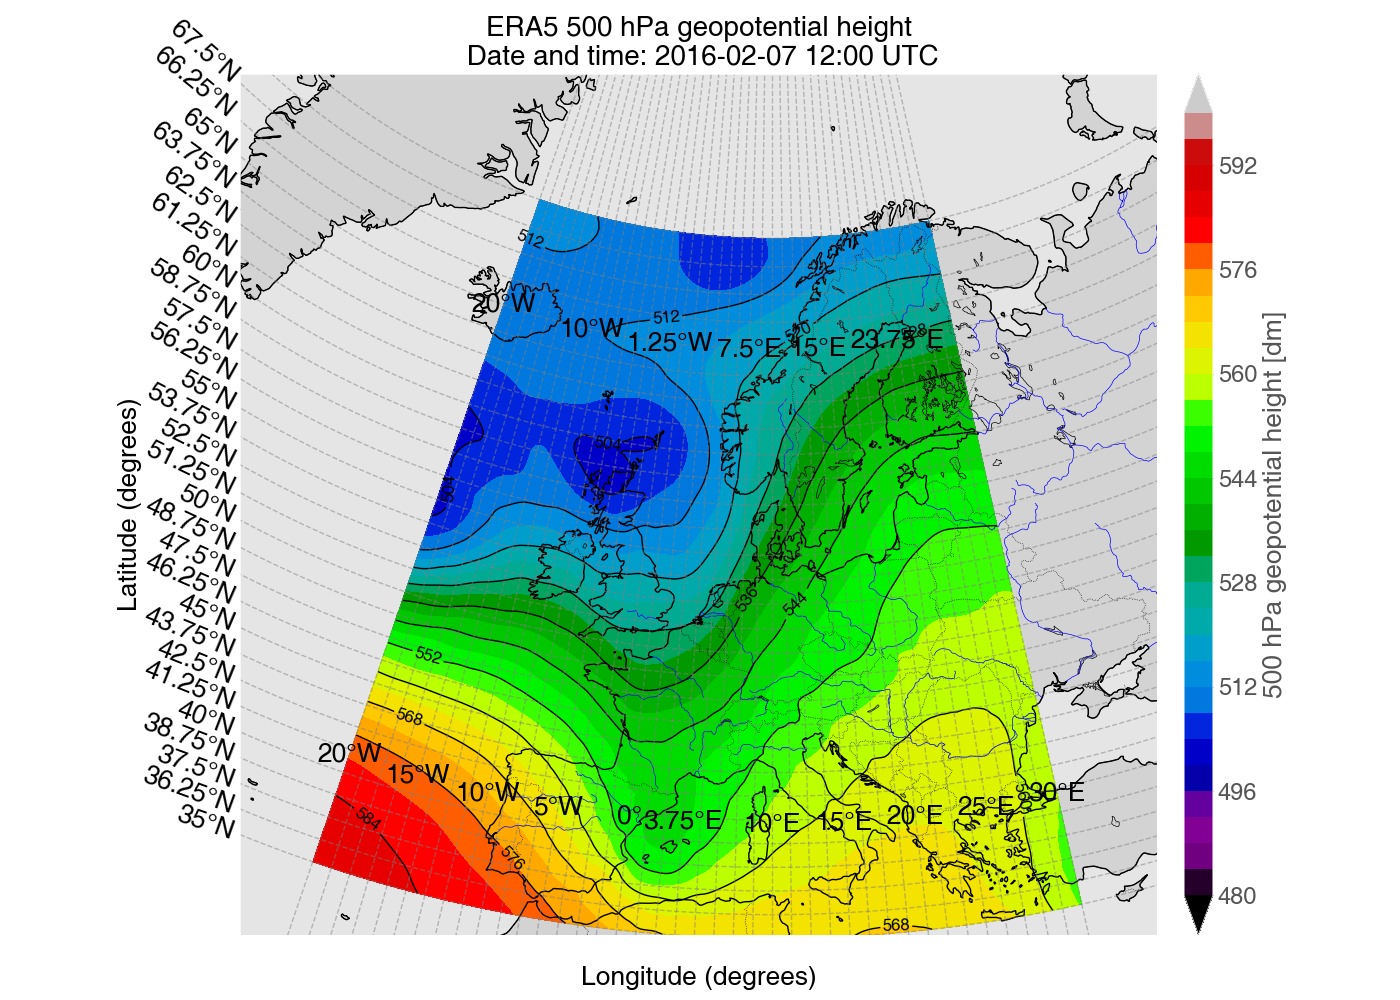 ERA5 500 hPa geopotential height
Date and time: 2016-02-07 12:00 UTC
67.5°N
66.25°N
65°N
63.75°N
62.5°N
61.25°N
60°N
58.75°N
57.5°N
56.25°N
55°N
53.75°N
52.5°N
51.25°N
50°N
48.75°N
47.5°N
46.25°N
45°N
43.75°N
42.5°N
41.25°N
40°N
38.75°N
37.5°N
36.25°N
35°N
Latitude (degrees)
512
20°W
10°W
512
1.25°W
7.5°E
520
15°E
23.75°E
528
504
504
536
544
552
568
20°W
15°W
10°W
5°W
0°
3.75°E
10°E
15°E
20°E
25°E
560
30°E
584
576
568
Longitude (degrees)
592
576
560
544
528
512
496
480
500 hPa geopotential height [dm]